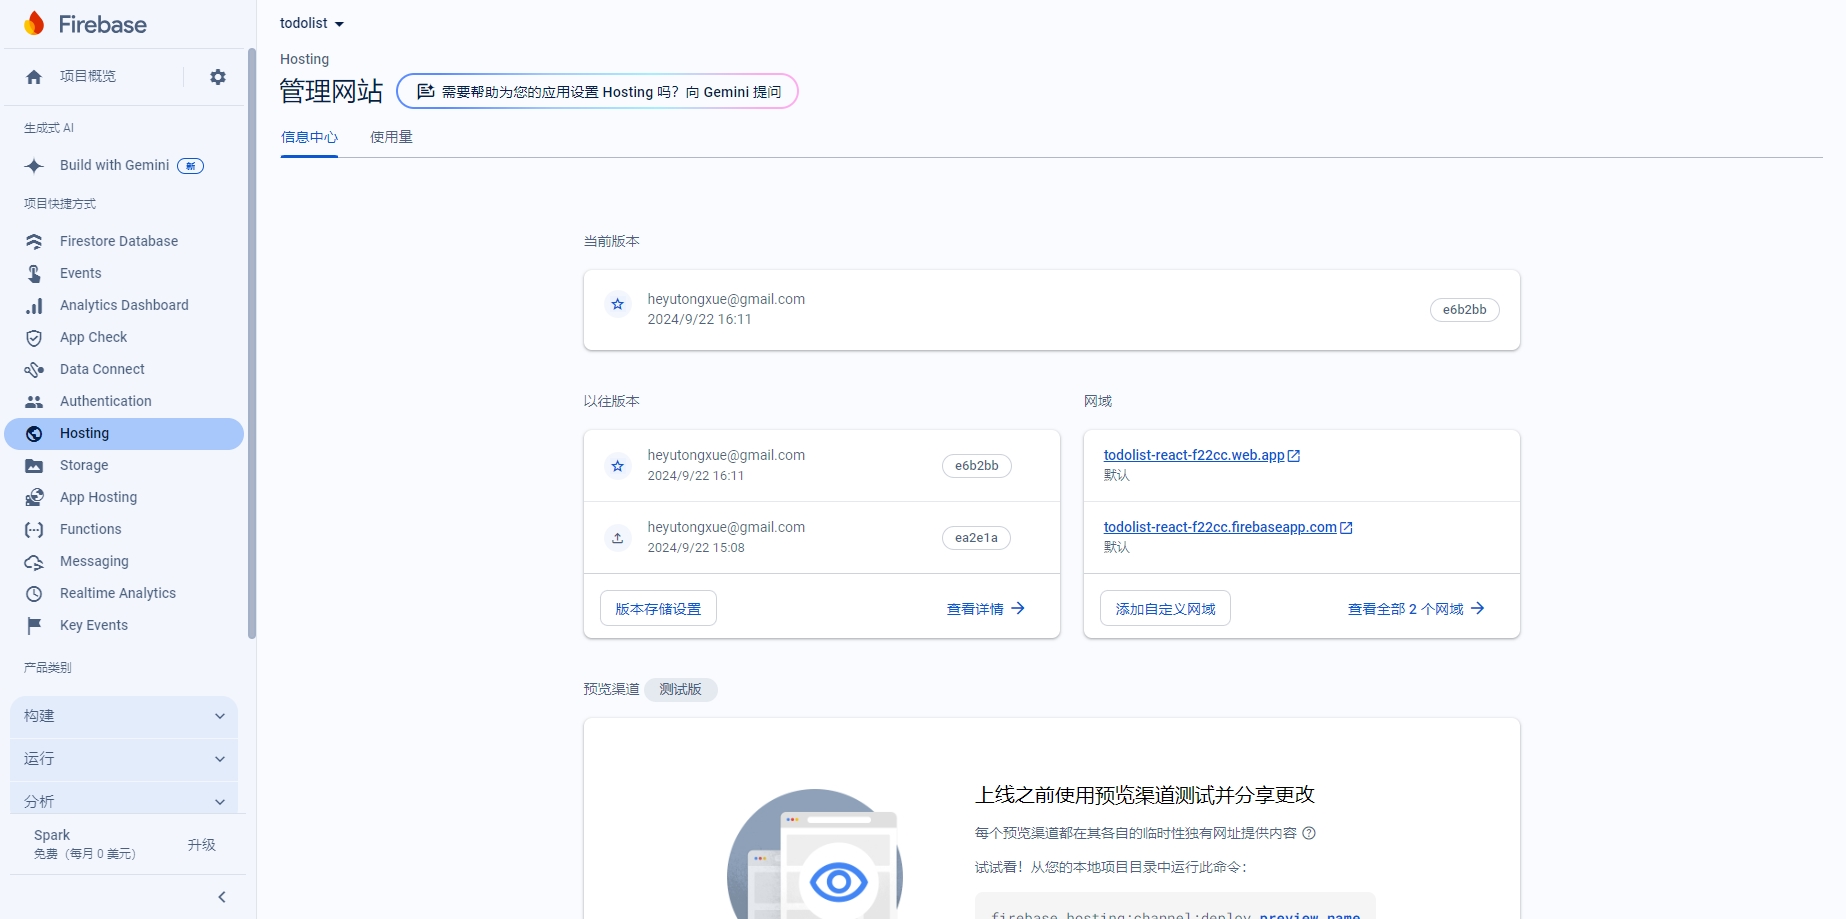 Firebase
项目概览
生成式 AI
Build with Gemini 新
项目快捷方式
Firestore Database
Events
Analytics Dashboard
App Check
Data Connect
Authentication
Hosting
Storage
App Hosting
Functions
Messaging
Realtime Analytics
Key Events
产品类别
构建
运行
分析
Spark
免费（每月 0 美元）
升级
todolist
Hosting
管理网站
需要帮助为您的应用设置 Hosting 吗？向 Gemini 提问
信息中心 使用量
当前版本
heyutongxue@gmail.com
2024/9/22 16:11
e6b2bb
以往版本
heyutongxue@gmail.com
2024/9/22 16:11
e6b2bb
heyutongxue@gmail.com
2024/9/22 15:08
ea2e1a
版本存储设置 查看详情
网域
todolist-react-f22cc.web.app
默认
todolist-react-f22cc.firebaseapp.com
默认
添加自定义网域 查看全部 2 个网域
预览渠道 测试版
上线之前使用预览渠道测试并分享更改
每个预览渠道都在其各自的临时性独有网址提供内容
试试看！从您的本地项目目录中运行此命令：
firebase hosting:channel:deploy preview_name